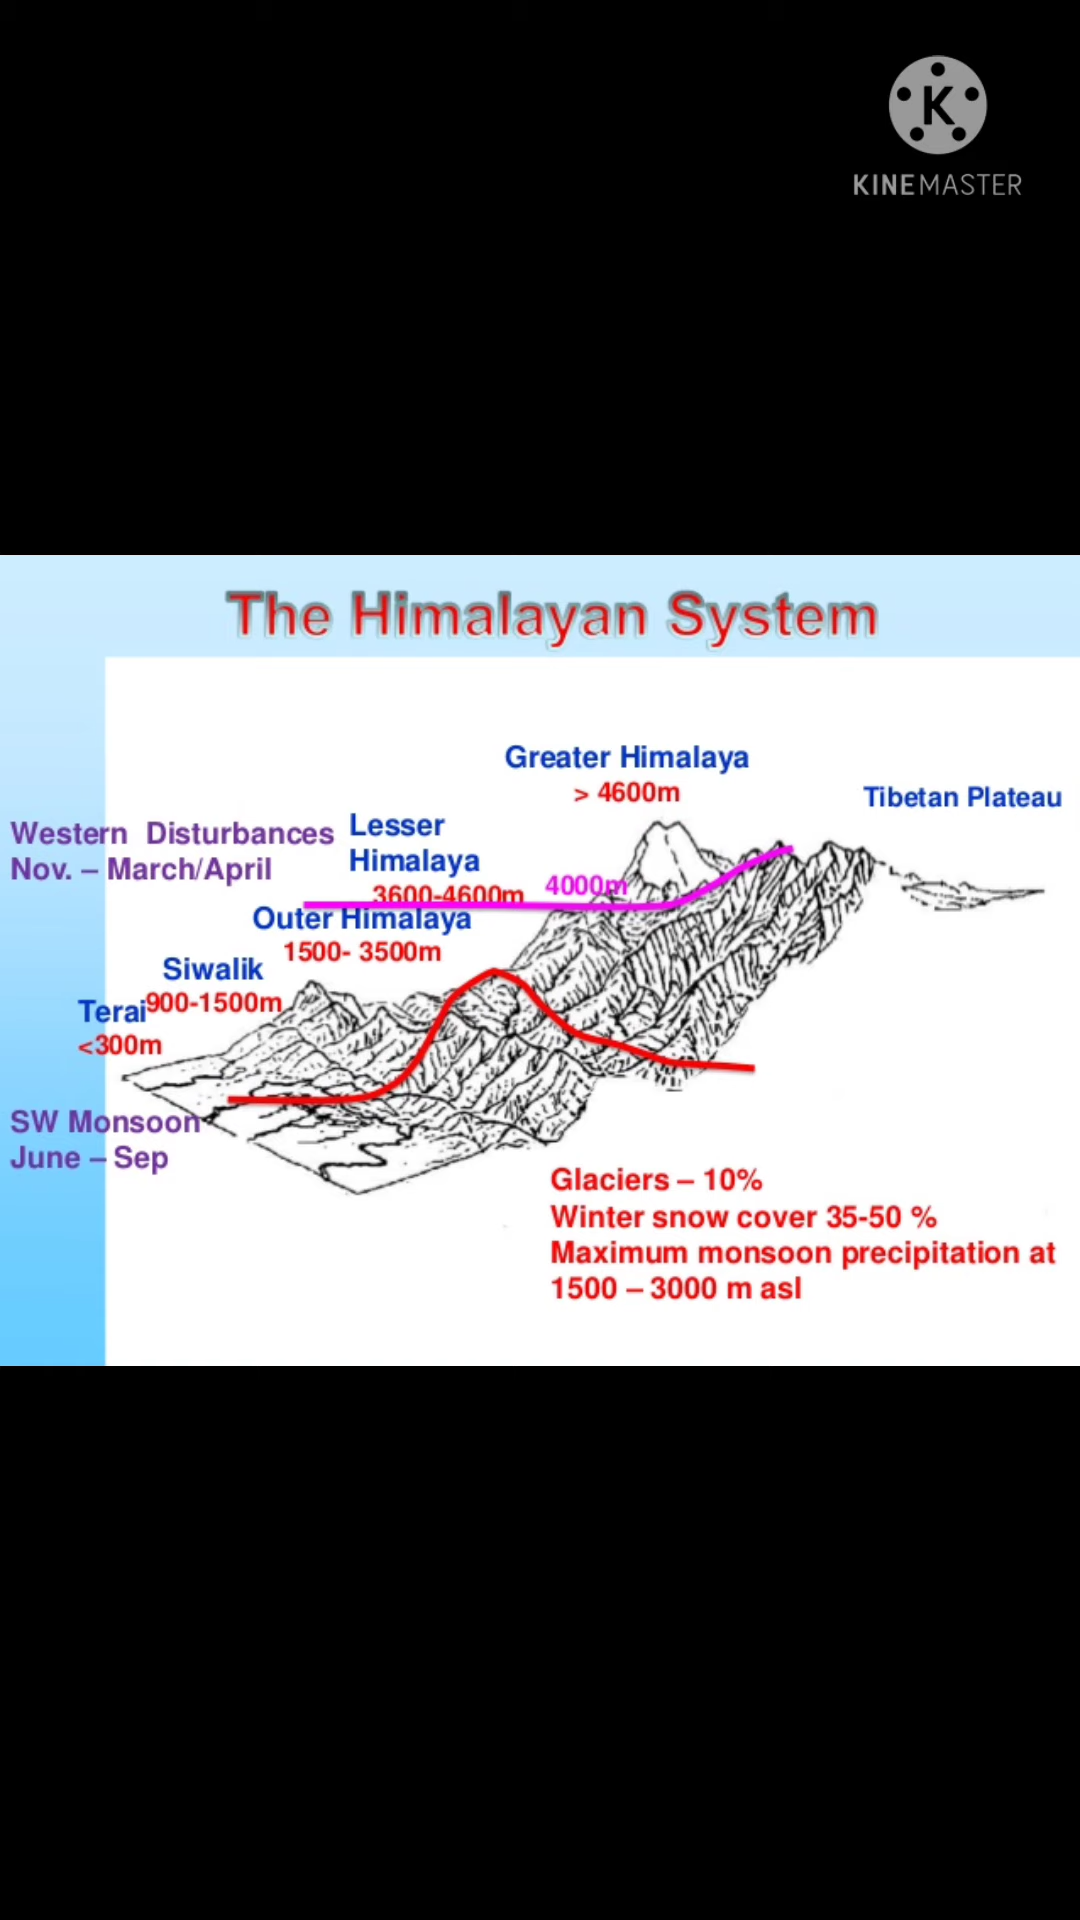 K
KINEMASTER
The Himalayan System
Greater Himalaya
> 4600m
Tibetan Plateau
Western Disturbances
Nov. – March/April
Lesser
Himalaya
3600-4600m
4000m
Outer Himalaya
1500- 3500m
Siwalik
900-1500m
Terai
<300m
SW Monsoon
June – Sep
Glaciers – 10%
Winter snow cover 35-50 %
Maximum monsoon precipitation at
1500 – 3000 m asl